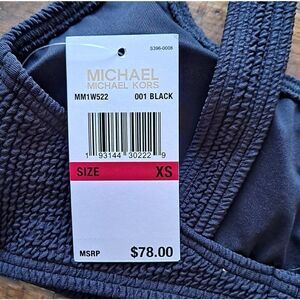 S396-0008
MICHAEL
MICHAEL KORS
MM1W522 001 BLACK
1 93144 30222 9
SIZE XS
MSRP $78.00